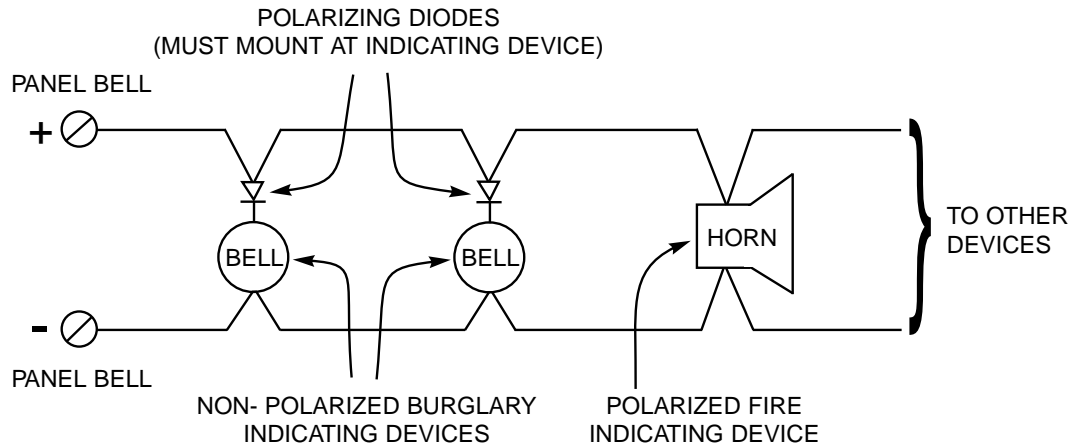 POLARIZING DIODES
(MUST MOUNT AT INDICATING DEVICE)
PANEL BELL
+
BELL
BELL
HORN
TO OTHER
DEVICES
-
PANEL BELL
NON- POLARIZED BURGLARY
INDICATING DEVICES
POLARIZED FIRE
INDICATING DEVICE